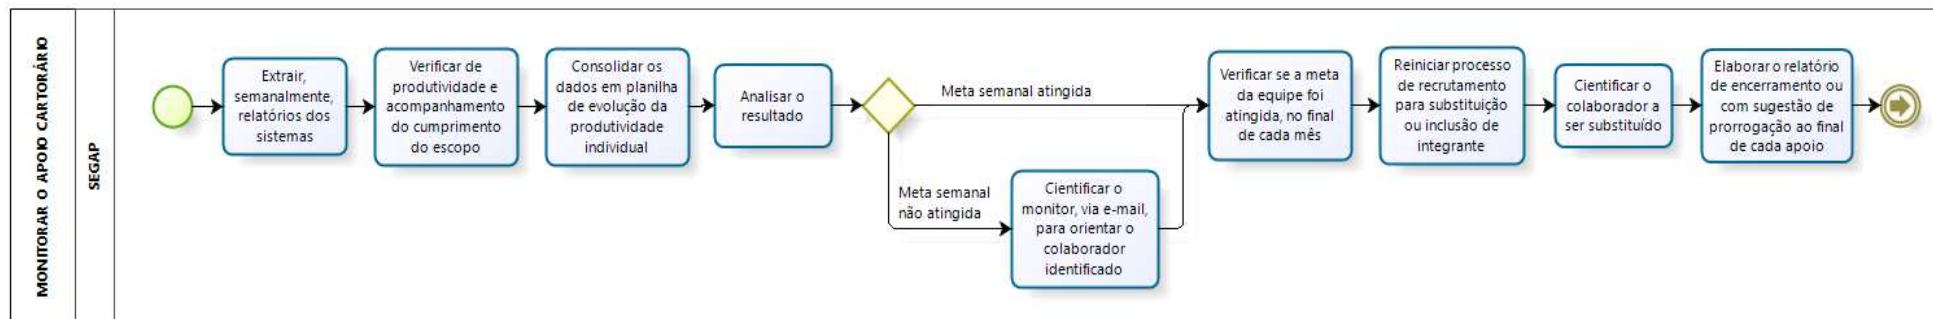 MONITORAR O APOIO CARTORÁRIO
SEGAP
Extrair,
semanalmente,
relatórios dos
sistemas
Verificar de
produtividade e
acompanhamento
do cumprimento
do escopo
Consolidar os
dados em planilha
de evolução da
produtividade
individual
Analisar o
resultado
Meta semanal atingida
Meta semanal
não atingida
Cientificar o
monitor, via e-mail,
para orientar o
colaborador
identificado
Verificar se a meta
da equipe foi
atingida, no final
de cada mês
Reiniciar processo
de recrutamento
para substituição
ou inclusão de
integrante
Cientificar o
colaborador a
ser substituído
Elaborar o relatório
de encerramento ou
com sugestão de
prorrogação ao final
de cada apoio